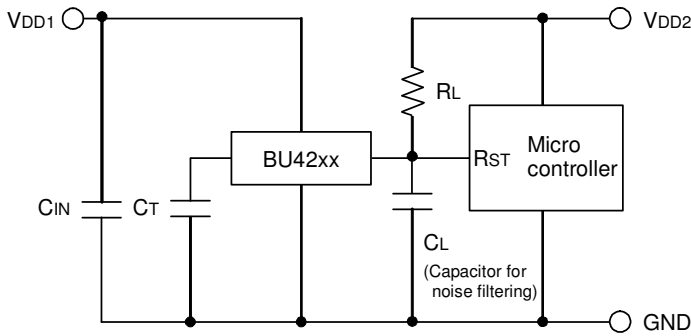 VDD1
VDD2
RL
BU42xx
RST
Micro
controller
CIN
CT
CL
(Capacitor for
noise filtering)
GND